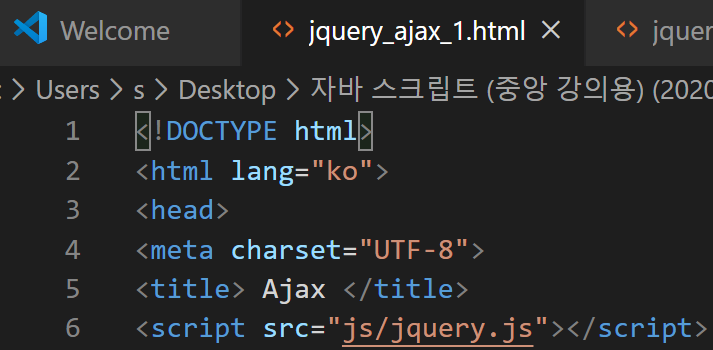 Welcome jquery_ajax_1.html jquer
Users > s > Desktop > 자바 스크립트 (중앙 강의용) (2020
1 <!DOCTYPE html>
2 <html lang="ko">
3 <head>
4 <meta charset="UTF-8">
5 <title> Ajax </title>
6 <script src="js/jquery.js"></script>